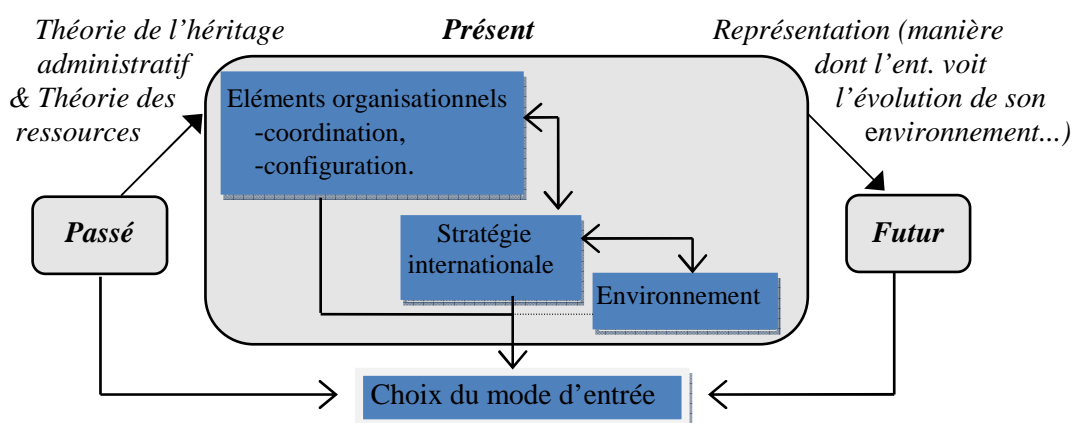 Théorie de l’héritage
administratif
& Théorie des
ressources
Présent
Représentation (manière
dont l’ent. voit
l’évolution de son
environnement...)
Eléments organisationnels
-coordination,
-configuration.
Passé
Stratégie
internationale
Futur
Environnement
Choix du mode d’entrée